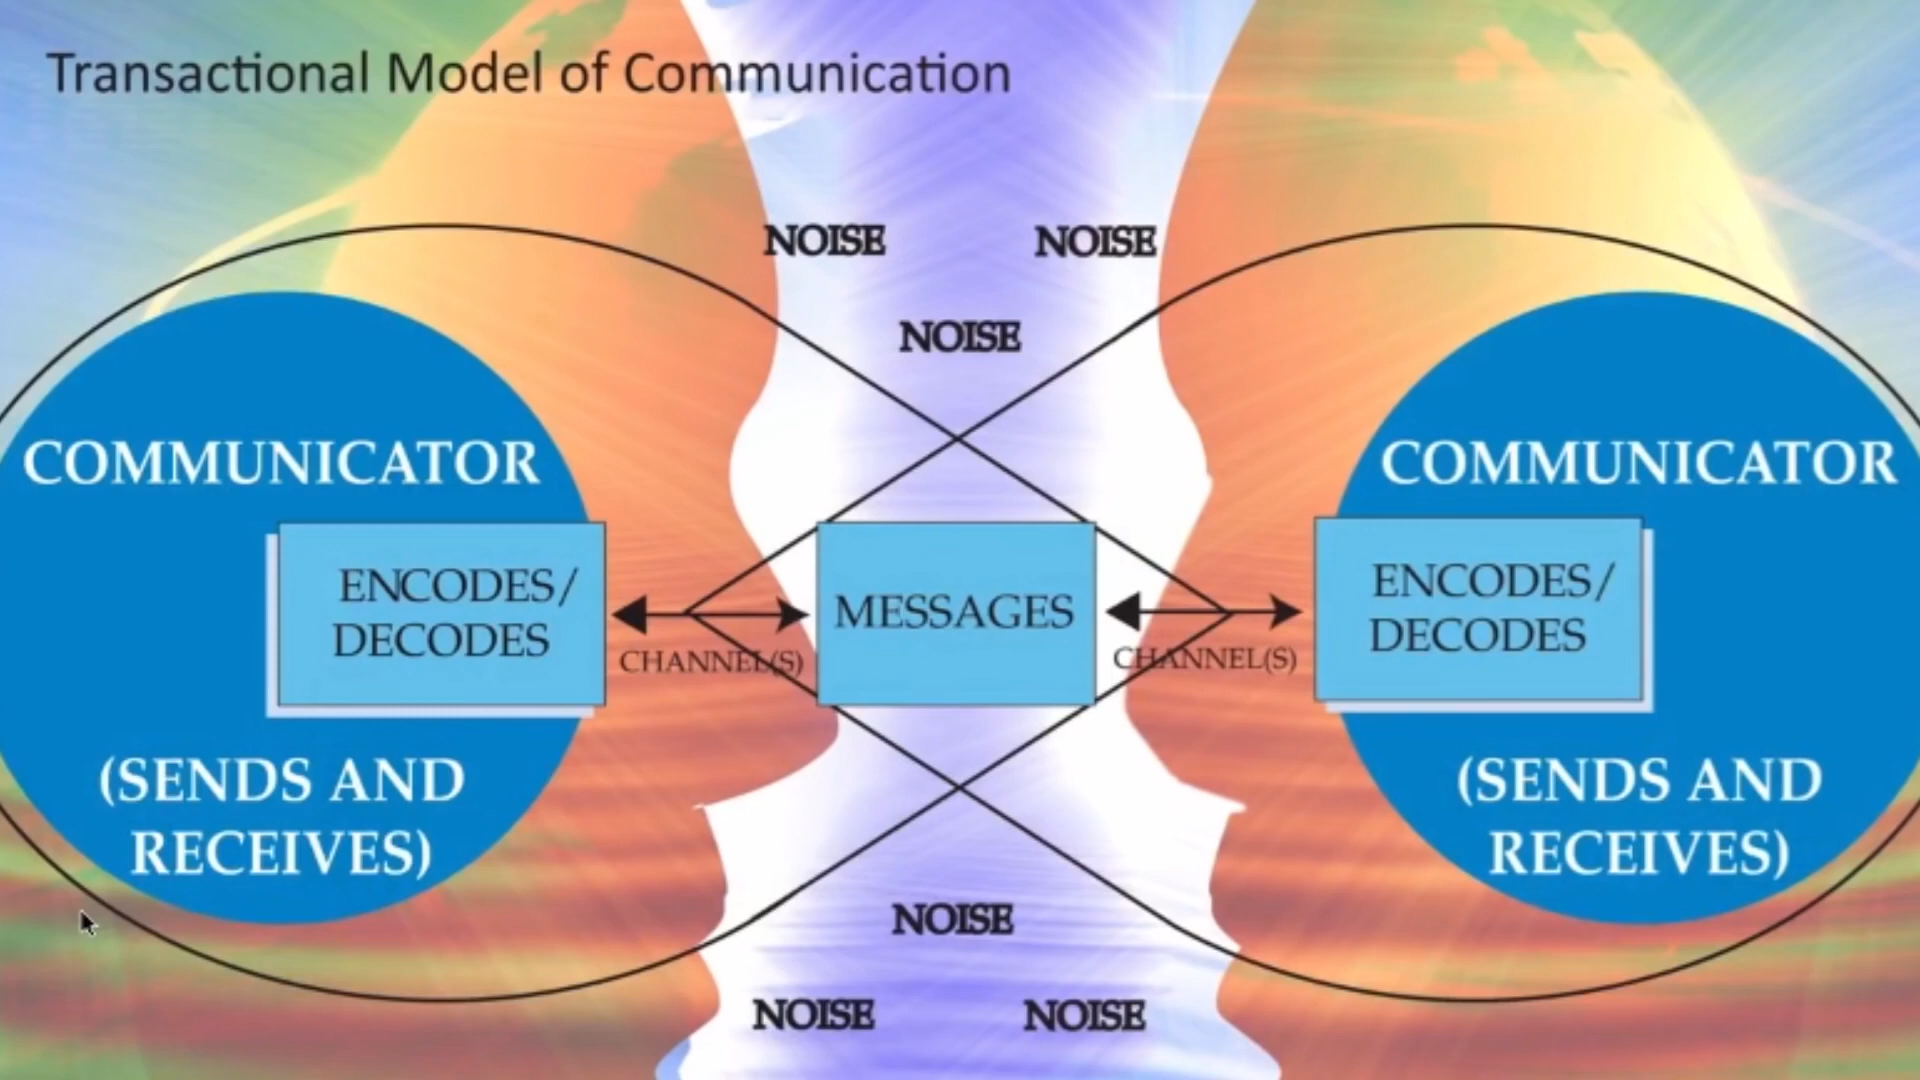 Transactional Model of Communication
NOISE NOISE
NOISE
COMMUNICATOR
ENCODES/
DECODES
(SENDS AND
RECEIVES)
CHANNEL(S)
MESSAGES
CHANNEL(S)
COMMUNICATOR
ENCODES/
DECODES
(SENDS AND
RECEIVES)
NOISE
NOISE NOISE